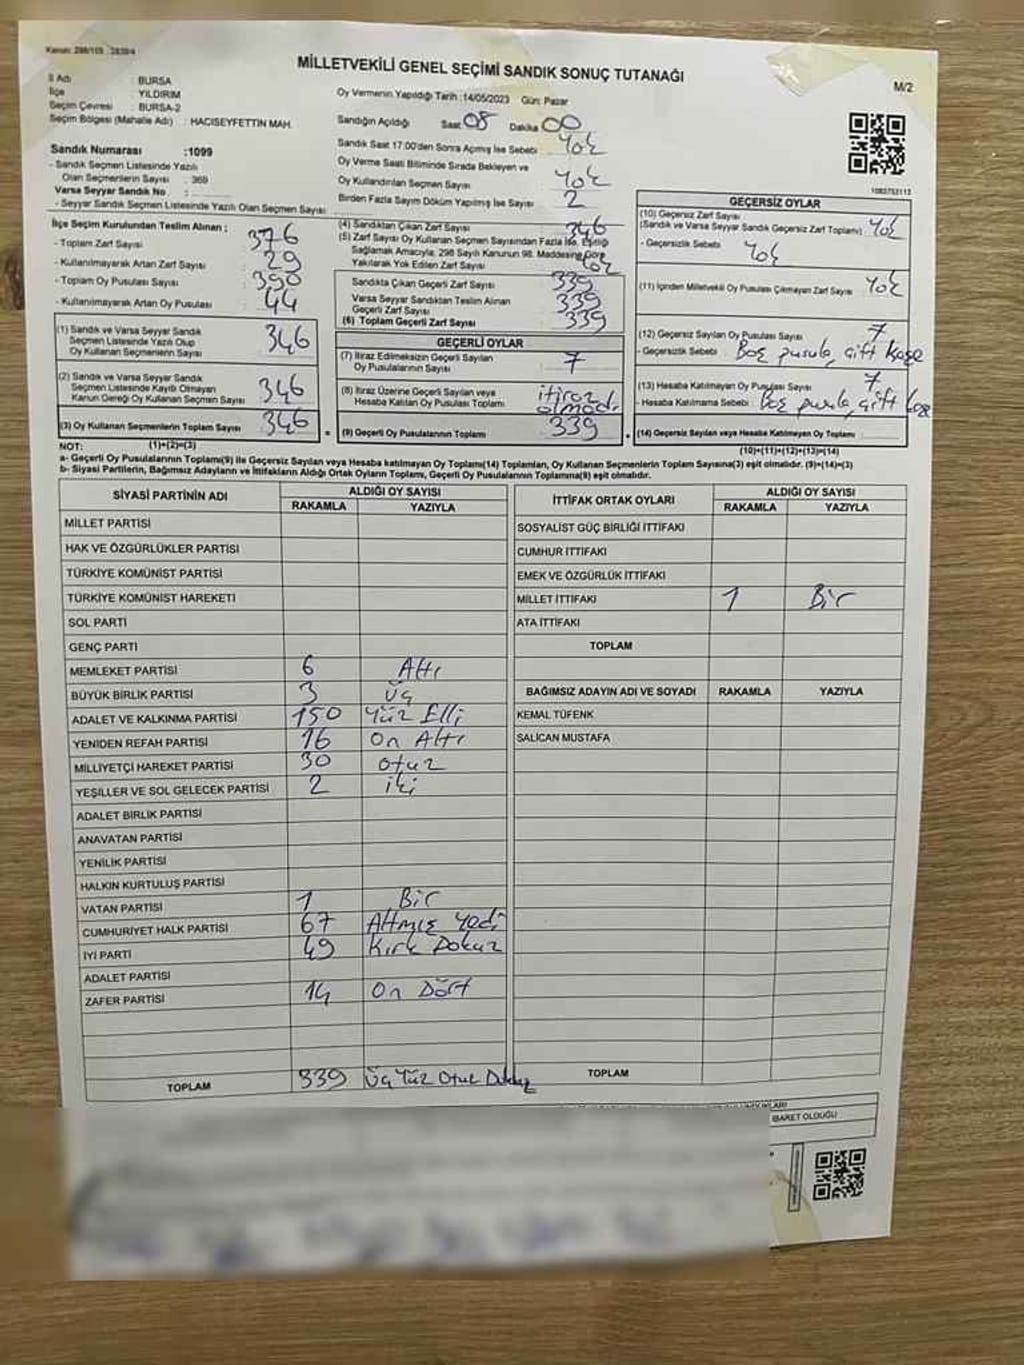 Kanun: 298/105 : 2839/4
MİLLETVEKİLİ GENEL SEÇİMİ SANDIK SONUÇ TUTANAĞI
M/2
İl Adı : BURSA
İlçe : YILDIRIM
Seçim Çevresi : BURSA-2
Seçim Bölgesi (Mahalle Adı) : HACISEYFETTİN MAH.
Sandık Numarası :1099
- Sandık Seçmen Listesinde Yazılı
Olan Seçmenlerin Sayısı : 369
Varsa Seyyar Sandık No :
- Seyyar Sandık Seçmen Listesinde Yazılı Olan Seçmen Sayısı
Oy Vermenin Yapıldığı Tarih :14/05/2023 Gün: Pazar
Sandığın Açıldığı Saat 08 Dakika 00
Sandık Saat 17:00'den Sonra Açılmış İse Sebebi : Yok
Oy Verme Saati Bitiminde Sırada Bekleyen ve
Oy Kullandırılan Seçmen Sayısı : Yok
Birden Fazla Sayım Döküm Yapılmış İse Sayısı : 2
1082752113
İlçe Seçim Kurulundan Teslim Alınan :
- Toplam Zarf Sayısı : 376
- Kullanılmayarak Artan Zarf Sayısı : 29
- Toplam Oy Pusulası Sayısı : 390
- Kullanılmayarak Artan Oy Pusulası : 44
(1) Sandık ve Varsa Seyyar Sandık
Seçmen Listesinde Yazılı Olup
Oy Kullanan Seçmenlerin Sayısı : 346
(2) Sandık ve Varsa Seyyar Sandık
Seçmen Listesinde Kayıtlı Olmayan
Kanun Gereği Oy Kullanan Seçmen Sayısı : 346
(3) Oy Kullanan Seçmenlerin Toplam Sayısı : 346
(4) Sandıktan Çıkan Zarf Sayısı : 346
(5) Zarf Sayısı Oy Kullanan Seçmen Sayısından Fazla İse, Eşitliği
Sağlamak Amacıyla, 298 Sayılı Kanunun 98. Maddesine Göre
Yakılarak Yok Edilen Zarf Sayısı : Yok
Sandıkta Çıkan Geçerli Zarf Sayısı : 339
Varsa Seyyar Sandıktan Teslim Alınan
Geçerli Zarf Sayısı : 339
(6) Toplam Geçerli Zarf Sayısı : 339
GEÇERLİ OYLAR
(7) İtiraz Edilmeksizin Geçerli Sayılan
Oy Pusulalarının Sayısı : 7
(8) İtiraz Üzerine Geçerli Sayılan veya
Hesaba Katılan Oy Pusulası Toplamı : itiraz olmadı
(9) Geçerli Oy Pusulalarının Toplamı : 339
GEÇERSİZ OYLAR
(10) Geçersiz Zarf Sayısı
(Sandık ve Varsa Seyyar Sandık Geçersiz Zarf Toplamı) : Yok
- Geçersizlik Sebebi : Yok
(11) İçinden Milletvekili Oy Pusulası Çıkmayan Zarf Sayısı : Yok
(12) Geçersiz Sayılan Oy Pusulası Sayısı : 7
- Geçersizlik Sebebi : Boş pusula, çift kaşe
(13) Hesaba Katılmayan Oy Pusulası Sayısı : 7
- Hesaba Katılmama Sebebi : Boş pusula, çift kaşe
(14) Geçersiz Sayılan veya Hesaba Katılmayan Oy Toplamı :
NOT: (1)+(2)=(3)
(10)+(11)+(12)+(13)=(14)
a- Geçerli Oy Pusulalarının Toplamı(9) ile Geçersiz Sayılan veya Hesaba katılmayan Oy Toplamı(14) Toplamları, Oy Kullanan Seçmenlerin Toplam Sayısına(3) eşit olmalıdır. (9)+(14)=(3)
b- Siyasi Partilerin, Bağımsız Adayların ve İttifakların Aldığı Ortak Oyların Toplamı, Geçerli Oy Pusulalarının Toplamına(9) eşit olmalıdır.
SİYASİ PARTİNİN ADI ALDIĞI OY SAYISI
RAKAMLA YAZIYLA
MİLLET PARTİSİ
HAK VE ÖZGÜRLÜKLER PARTİSİ
TÜRKİYE KOMÜNİST PARTİSİ
TÜRKİYE KOMÜNİST HAREKETİ
SOL PARTİ
GENÇ PARTİ
MEMLEKET PARTİSİ 6 Altı
BÜYÜK BİRLİK PARTİSİ 3 Üç
ADALET VE KALKINMA PARTİSİ 150 Yüz Elli
YENİDEN REFAH PARTİSİ 16 On Altı
MİLLİYETÇİ HAREKET PARTİSİ 30 Otuz
YEŞİLLER VE SOL GELECEK PARTİSİ 2 İki
ADALET BİRLİK PARTİSİ
ANAVATAN PARTİSİ
YENİLİK PARTİSİ
HALKIN KURTULUŞ PARTİSİ
VATAN PARTİSİ 1 Bir
CUMHURİYET HALK PARTİSİ 67 Altmış Yedi
İYİ PARTİ 49 Kırk Dokuz
ADALET PARTİSİ
ZAFER PARTİSİ 14 On Dört
TOPLAM 339 Üç Yüz Otuz Dokuz
İTTİFAK ORTAK OYLARI ALDIĞI OY SAYISI
RAKAMLA YAZIYLA
SOSYALİST GÜÇ BİRLİĞİ İTTİFAKI
CUMHUR İTTİFAKI
EMEK VE ÖZGÜRLÜK İTTİFAKI
MİLLET İTTİFAKI 1 Bir
ATA İTTİFAKI
TOPLAM
BAĞIMSIZ ADAYIN ADI VE SOYADI RAKAMLA YAZIYLA
KEMAL TÜFENK
SALİCAN MUSTAFA
TOPLAM
İBARET OLDUĞU